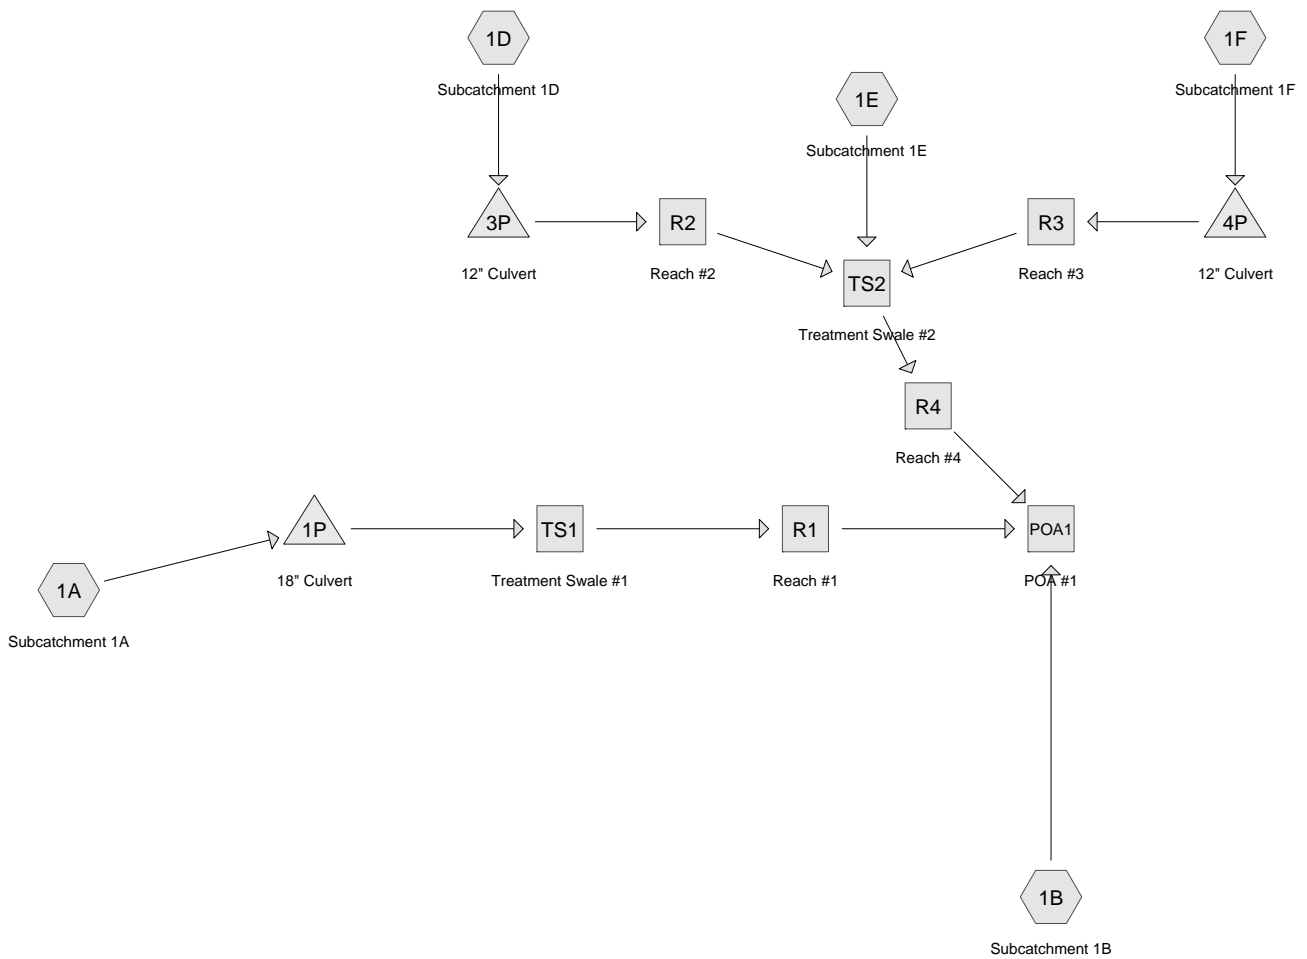 1D
Subcatchment 1D
1F
Subcatchment 1F
1E
Subcatchment 1E
3P
12" Culvert
R2
Reach #2
R3
Reach #3
4P
12" Culvert
TS2
Treatment Swale #2
R4
Reach #4
1P
18" Culvert
TS1
Treatment Swale #1
R1
Reach #1
POA1
POA #1
1A
Subcatchment 1A
1B
Subcatchment 1B